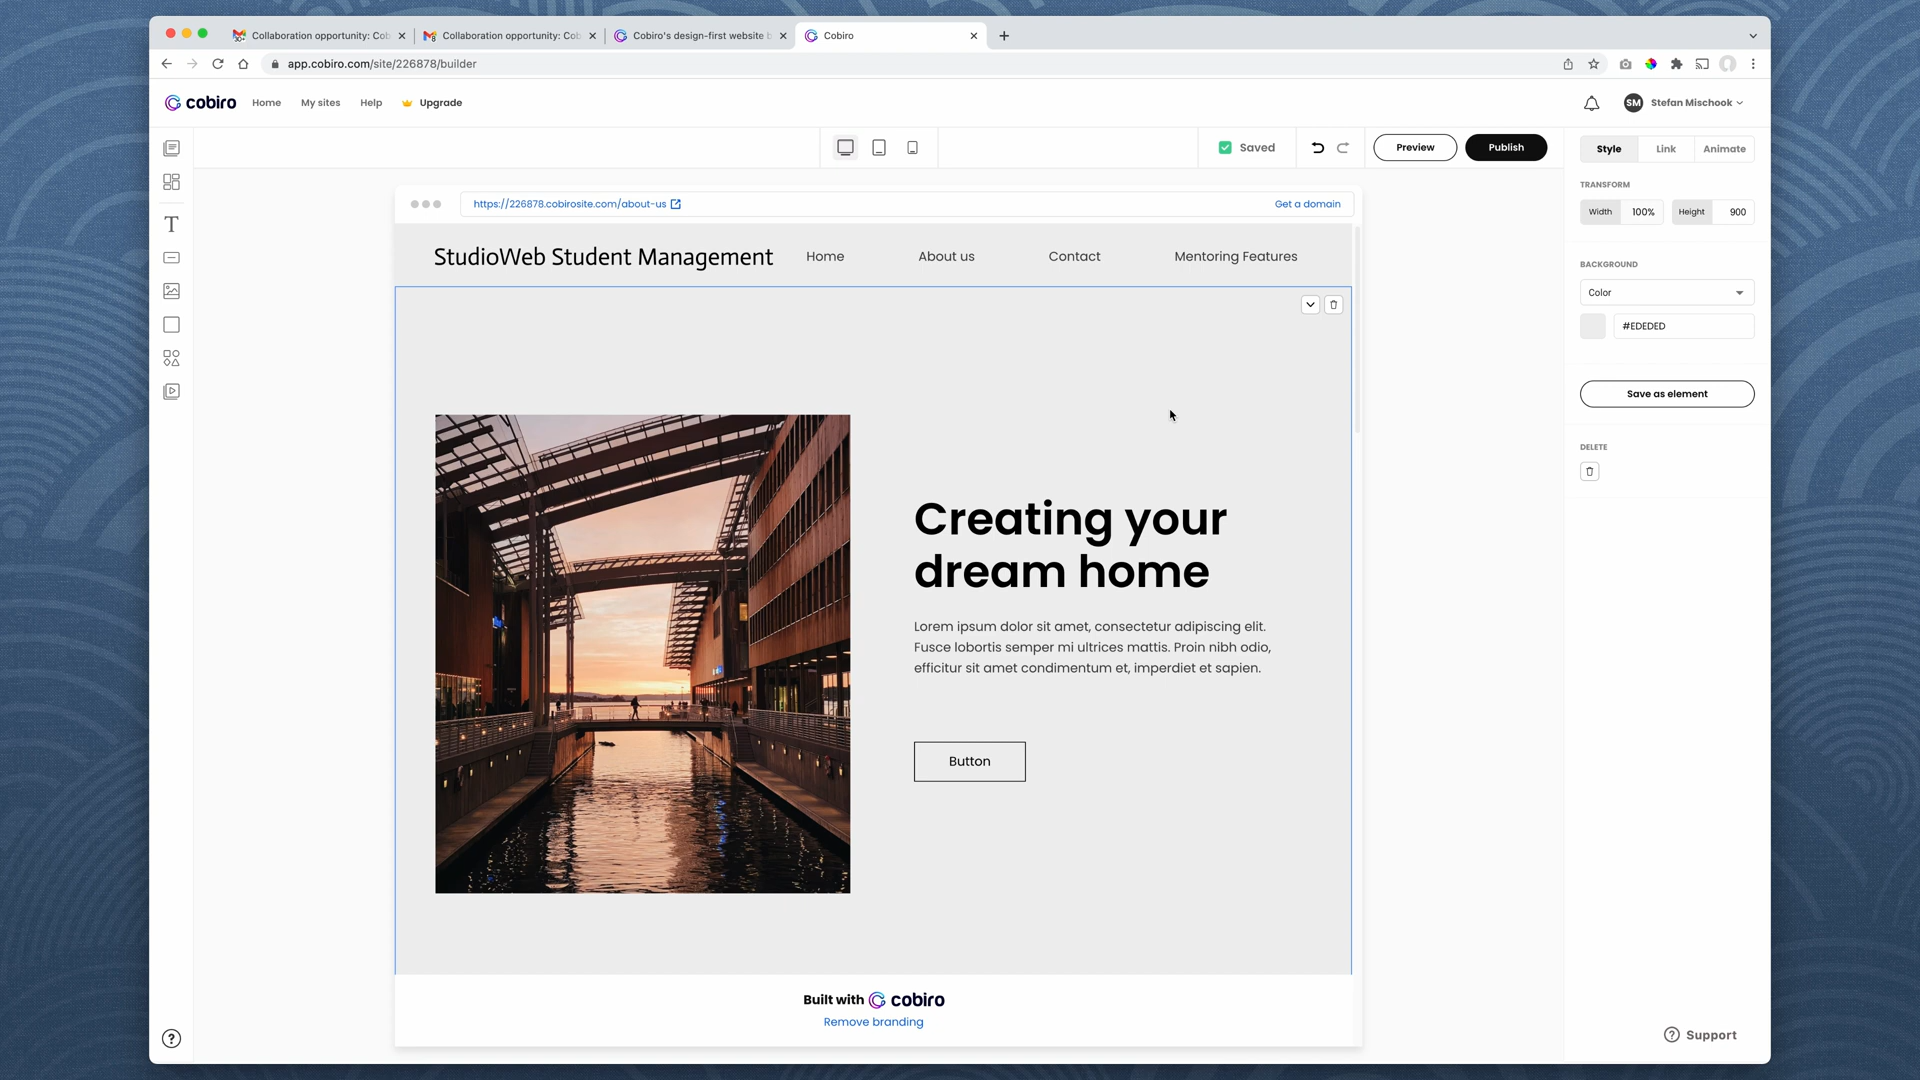 Collaboration opportunity: Cob
Collaboration opportunity: Cob
Cobiro's design-first website b
Cobiro
app.cobiro.com/site/226878/builder
cobiro
Home
My sites
Help
Upgrade
SM
Stefan Mischook
Saved
Preview
Publish
Style
Link
Animate
TRANSFORM
Width 100%
Height 900
BACKGROUND
Color
#EDEDED
Save as element
DELETE
https://226878.cobirosite.com/about-us
Get a domain
StudioWeb Student Management
Home
About us
Contact
Mentoring Features
Creating your
dream home
Lorem ipsum dolor sit amet, consectetur adipiscing elit.
Fusce lobortis semper mi ultrices mattis. Proin nibh odio,
efficitur sit amet condimentum et, imperdiet et sapien.
Button
Built with cobiro
Remove branding
Support